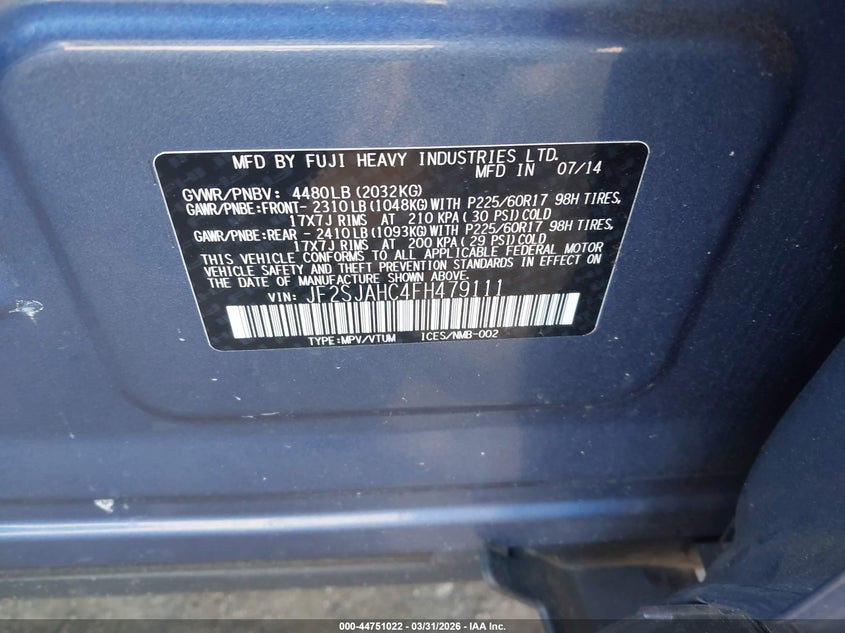 MFD BY FUJI HEAVY INDUSTRIES LTD.
MFD IN 07/14
GVWR/PNBV: 4480LB (2032KG)
GAWR/PNBE:FRONT- 2310LB (1048KG)WITH P225/60R17 98H TIRES,
17X7J RIMS AT 210 KPA( 30 PSI)COLD
GAWR/PNBE:REAR - 2410LB (1093KG)WITH P225/60R17 98H TIRES,
17X7J RIMS AT 200 KPA( 29 PSI)COLD
THIS VEHICLE CONFORMS TO ALL APPLICABLE FEDERAL MOTOR
VEHICLE SAFETY AND THEFT PREVENTION STANDARDS IN EFFECT ON
THE DATE OF MANUFACTURE SHOWN ABOVE.
VIN: JF2SJAHC4FH479111
TYPE:MPV/VTUM ICES/NMB-002
000-44751022 - 03/31/2026 - IAA Inc.